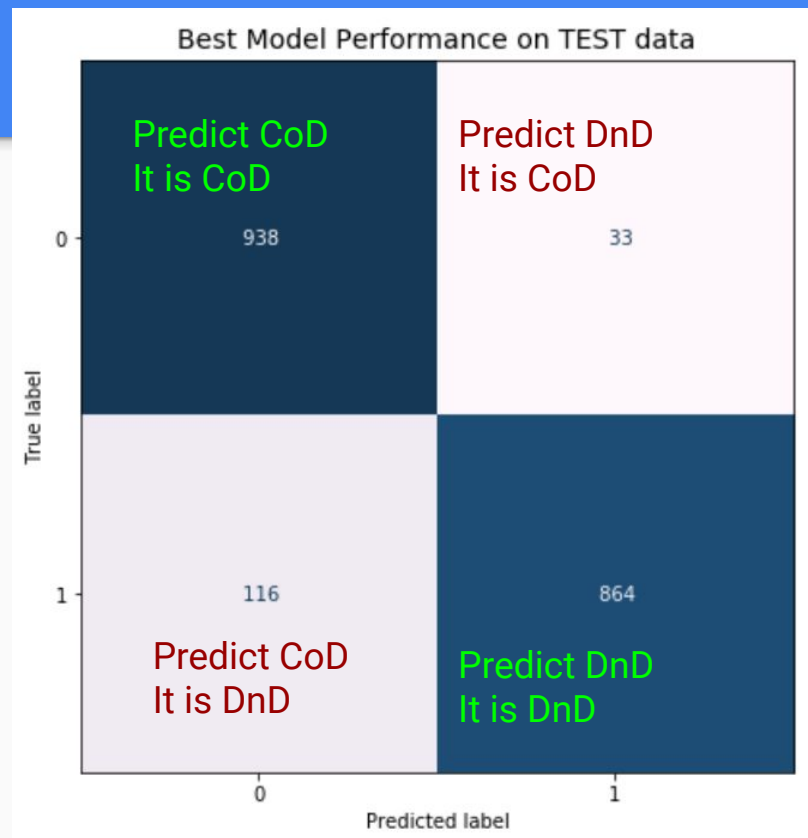 Best Model Performance on TEST data
Predict CoD
It is CoD
Predict DnD
It is CoD
0
938
33
True label
1
116
864
Predict CoD
It is DnD
Predict DnD
It is DnD
0
1
Predicted label